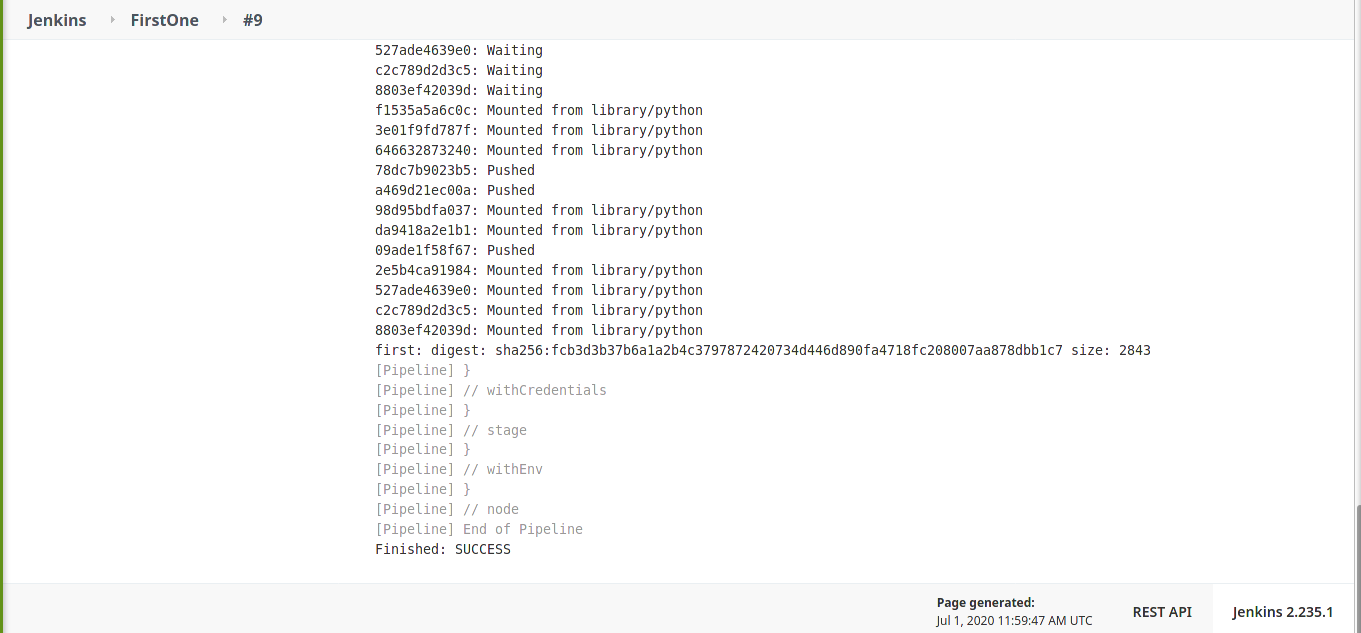 Jenkins FirstOne #9
527ade4639e0: Waiting
c2c789d2d3c5: Waiting
8803ef42039d: Waiting
f1535a5a6c0c: Mounted from library/python
3e01f9fd787f: Mounted from library/python
646632873240: Mounted from library/python
78dc7b9023b5: Pushed
a469d21ec00a: Pushed
98d95bdfa037: Mounted from library/python
da9418a2e1b1: Mounted from library/python
09ade1f58f67: Pushed
2e5b4ca91984: Mounted from library/python
527ade4639e0: Mounted from library/python
c2c789d2d3c5: Mounted from library/python
8803ef42039d: Mounted from library/python
first: digest: sha256:fcb3d3b37b6a1a2b4c3797872420734d446d890fa4718fc208007aa878dbb1c7 size: 2843
[Pipeline] }
[Pipeline] // withCredentials
[Pipeline] }
[Pipeline] // stage
[Pipeline] }
[Pipeline] // withEnv
[Pipeline] }
[Pipeline] // node
[Pipeline] End of Pipeline
Finished: SUCCESS
Page generated:
Jul 1, 2020 11:59:47 AM UTC
REST API
Jenkins 2.235.1